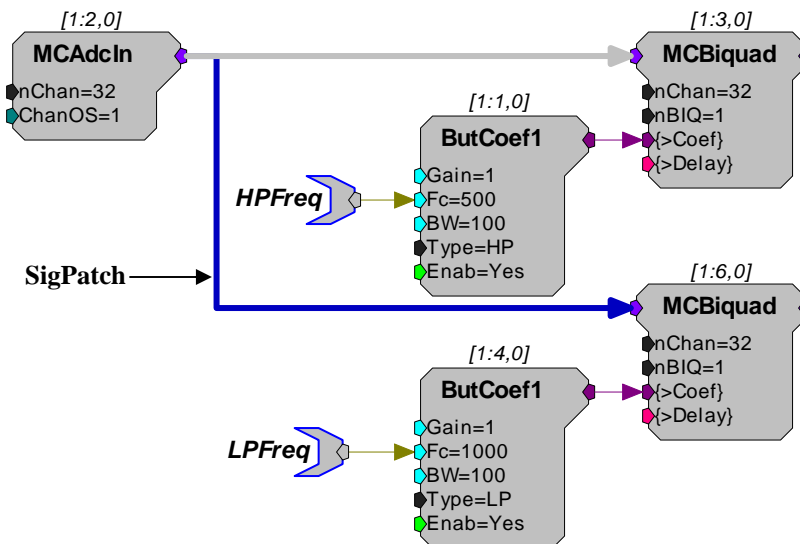 [1:2,0]
MCAdcIn
nChan=32
ChanOS=1
[1:3,0]
MCBiquad
nChan=32
nBIQ=1
{>Coef}
{>Delay}
[1:1,0]
ButCoef1
Gain=1
Fc=500
BW=100
Type=HP
Enab=Yes
HPFreq
SigPatch
[1:6,0]
MCBiquad
nChan=32
nBIQ=1
{>Coef}
{>Delay}
[1:4,0]
ButCoef1
Gain=1
Fc=1000
BW=100
Type=LP
Enab=Yes
LPFreq